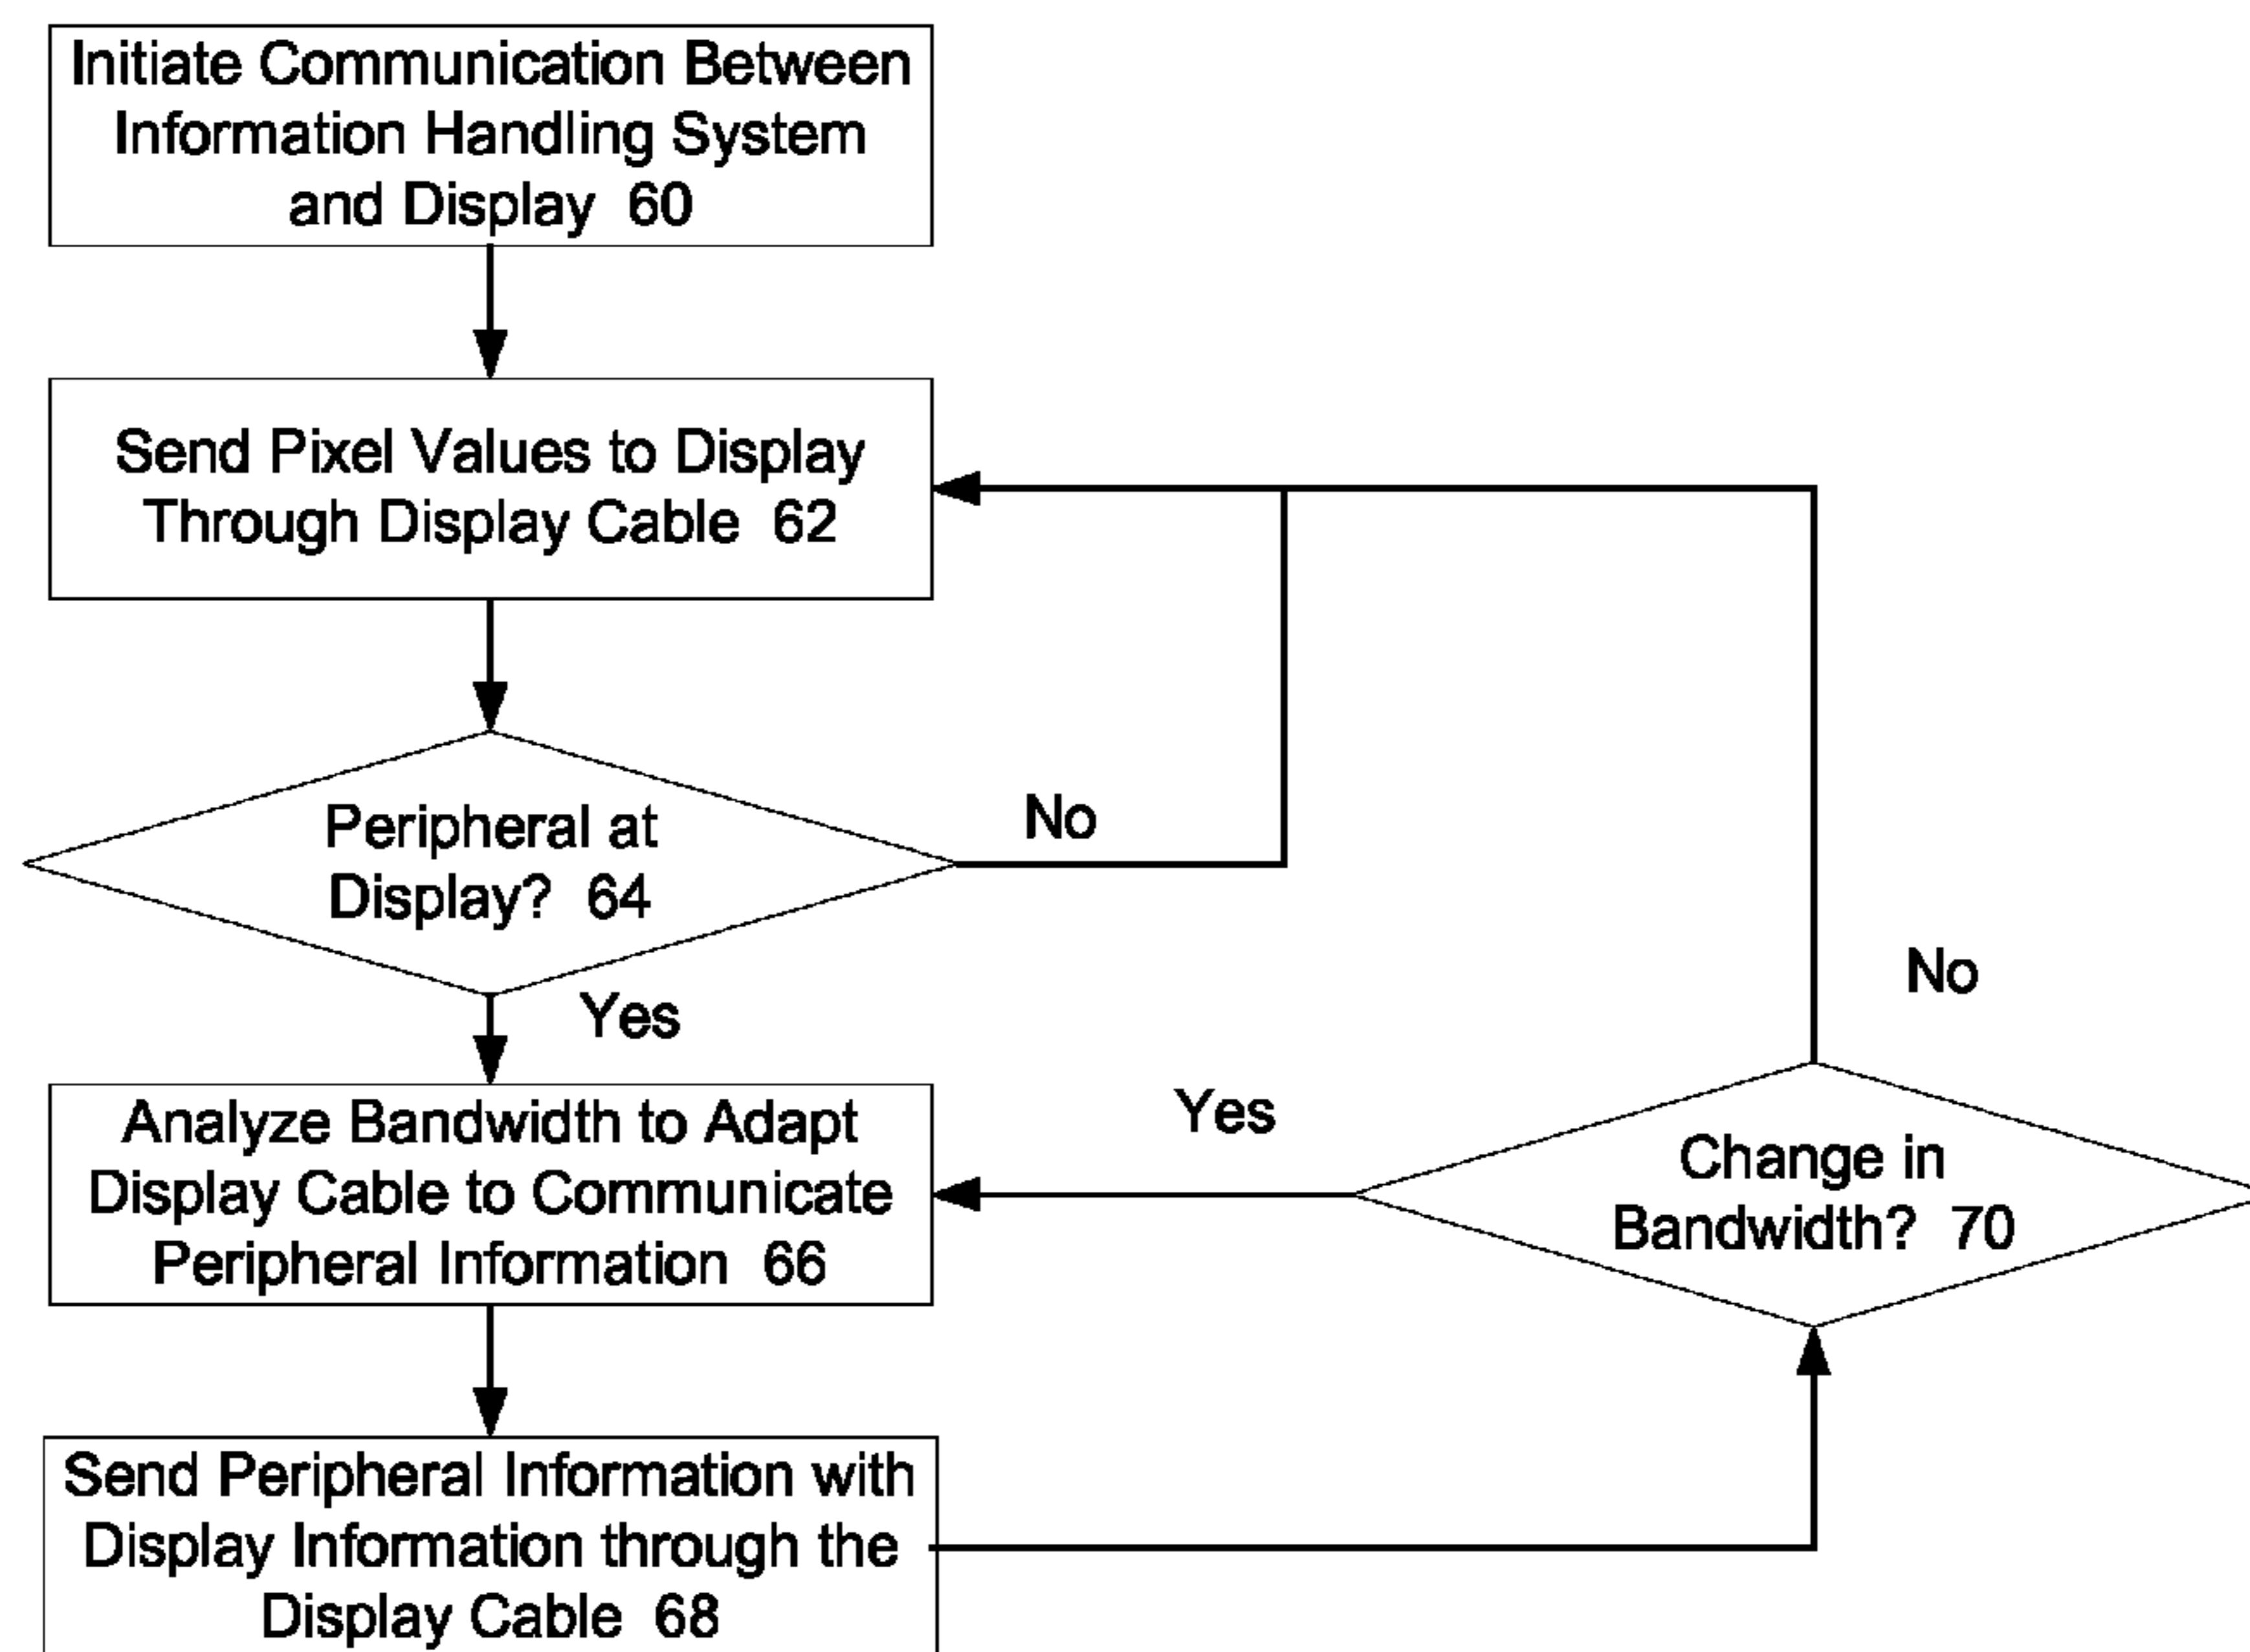 Initiate Communication Between
Information Handling System
and Display 60
Send Pixel Values to Display
Through Display Cable 62
Peripheral at
Display? 64
No
Yes
Analyze Bandwidth to Adapt
Display Cable to Communicate
Peripheral Information 66
Send Peripheral Information with
Display Information through the
Display Cable 68
Change in
Bandwidth? 70
Yes
No